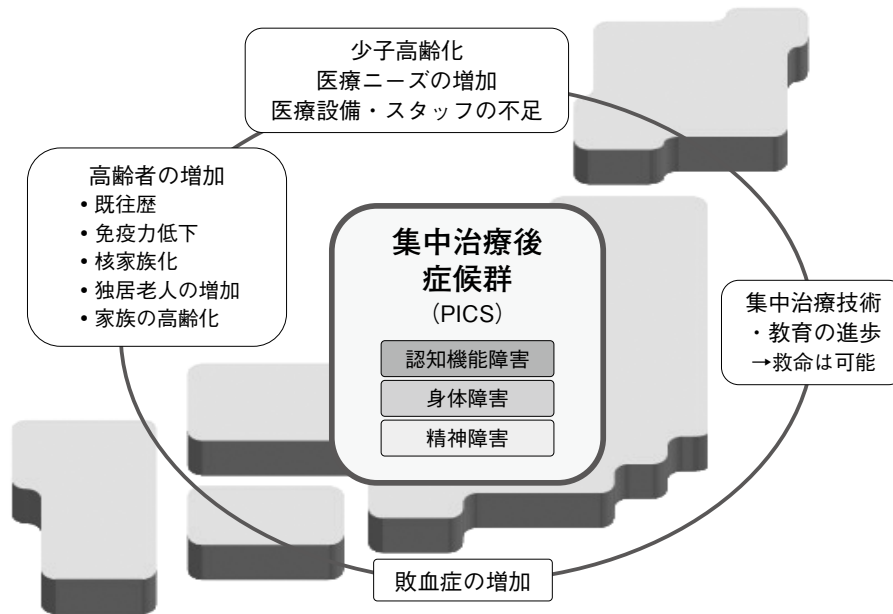 少子高齢化
医療ニーズの増加
医療設備・スタッフの不足
高齢者の増加
• 既往歴
• 免疫力低下
• 核家族化
• 独居老人の増加
• 家族の高齢化
集中治療後
症候群
（PICS）
認知機能障害
身体障害
精神障害
集中治療技術
・教育の進歩
→救命は可能
敗血症の増加